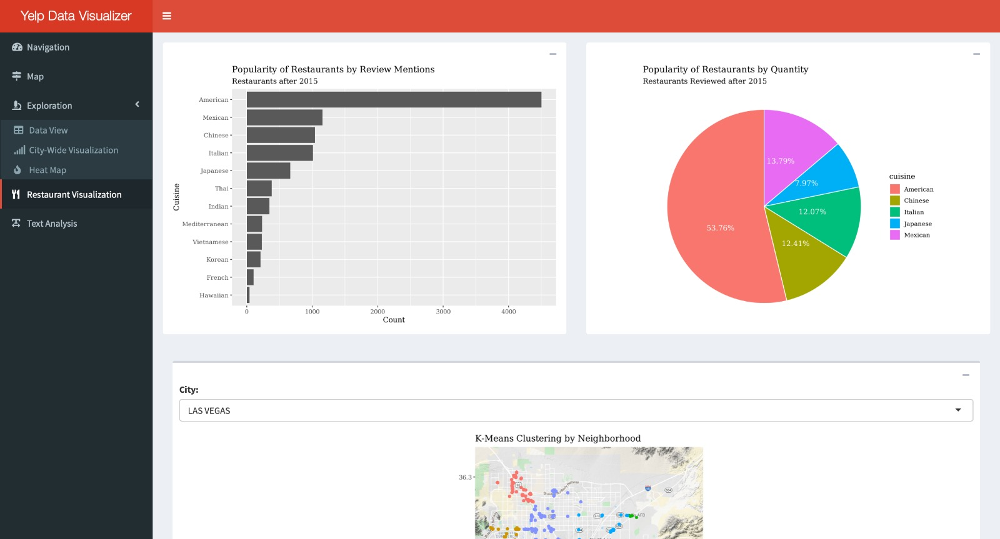 Yelp Data Visualizer
Navigation
Map
Exploration
Data View
City-Wide Visualization
Heat Map
Restaurant Visualization
Text Analysis
Popularity of Restaurants by Review Mentions
Restaurants after 2015
Cuisine
American
Mexican
Chinese
Italian
Japanese
Thai
Indian
Mediterranean
Vietnamese
Korean
French
Hawaiian
0 1000 2000 3000 4000
Count
Popularity of Restaurants by Quantity
Restaurants Reviewed after 2015
13.79%
7.97%
12.07%
53.76%
12.41%
cuisine
American
Chinese
Italian
Japanese
Mexican
City:
LAS VEGAS
K-Means Clustering by Neighborhood
36.3